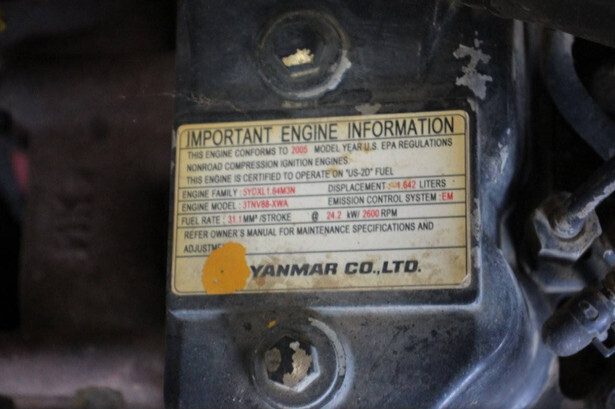 IMPORTANT ENGINE INFORMATION
THIS ENGINE CONFORMS TO 2005 MODEL YEAR U.S. EPA REGULATIONS
NONROAD COMPRESSION IGNITION ENGINES.
THIS ENGINE IS CERTIFIED TO OPERATE ON "US-2D" FUEL
ENGINE FAMILY : 5YDXL1.64M3N DISPLACEMENT : 1.642 LITERS
ENGINE MODEL : 3TNV88-XWA EMISSION CONTROL SYSTEM : EM
FUEL RATE : 31.1 MM³ /STROKE @ 24.2 kW/ 2600 RPM
REFER OWNER'S MANUAL FOR MAINTENANCE SPECIFICATIONS AND
YANMAR CO.,LTD.